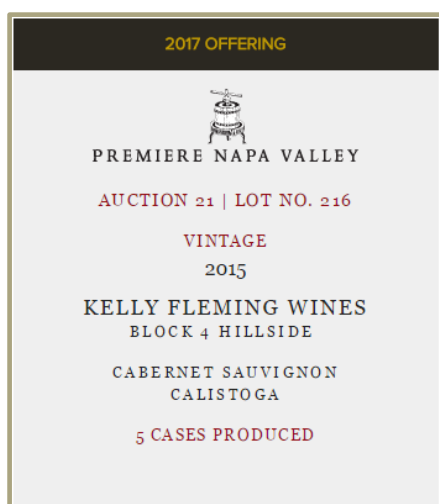 2017 OFFERING
PREMIERE NAPA VALLEY
AUCTION 21 | LOT NO. 216
VINTAGE
2015
KELLY FLEMING WINES
BLOCK 4 HILLSIDE
CABERNET SAUVIGNON
CALISTOGA
5 CASES PRODUCED